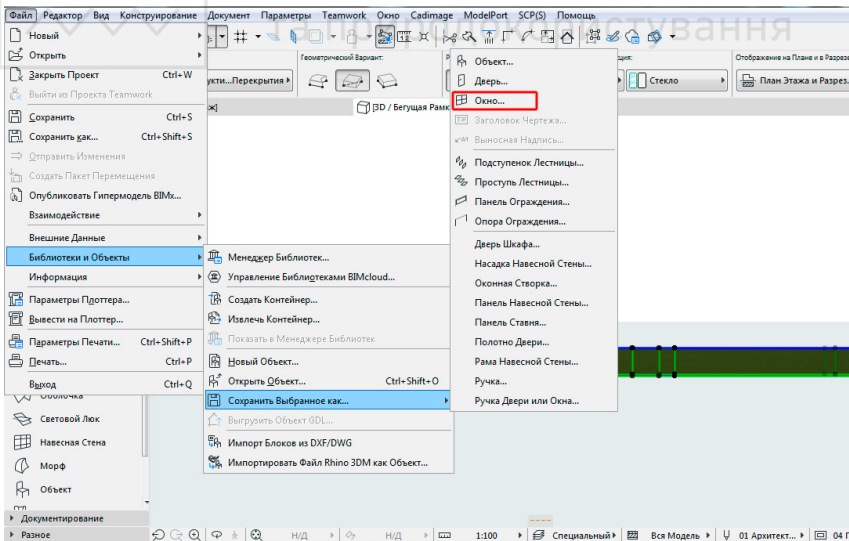 Файл Редактор Вид Конструирование Документ Параметры Teamwork Окно Cadimage ModelPort SCP(S) Помощь
Новый
Открыть
Закрыть Проект Ctrl+W
Выйти из Проекта Teamwork
Сохранить Ctrl+S
Сохранить как... Ctrl+Shift+S
Отправить Изменения
Создать Пакет Перемещения
Опубликовать Гипермодель BIMx...
Взаимодействие
Внешние Данные
Библиотеки и Объекты
Информация
Параметры Плоттера...
Вывести на Плоттер...
Параметры Печати... Ctrl+Shift+P
Печать... Ctrl+P
Выход Ctrl+Q
Оболочка
Световой Люк
Навесная Стена
Морф
Объект
Документирование
Разное
Геометрический Вариант:
кти...Перекрытия
[3D / Бегущая Рамк
Менеджер Библиотек...
Управление Библиотеками BIMcloud...
Создать Контейнер...
Извлечь Контейнер...
Показать в Менеджере Библиотек
Новый Объект...
Открыть Объект... Ctrl+Shift+O
Сохранить Выбранное как...
Выгрузить Объект GDL...
Импорт Блоков из DXF/DWG
Импортировать Файл Rhino 3DM как Объект...
Объект...
Дверь...
Окно...
Заголовок Чертежа...
Выносная Надпись...
Подступенок Лестницы...
Проступь Лестницы...
Панель Ограждения...
Опора Ограждения...
Дверь Шкафа...
Насадка Навесной Стены...
Оконная Створка...
Панель Навесной Стены...
Панель Ставня...
Полотно Двери...
Рама Навесной Стены...
Ручка...
Ручка Двери или Окна...
Отображение на Плане и в Разрезе
Стекло
План Этажа и Разрез.
Н/Д
Н/Д
1:100
Специальный
Вся Модель
01 Архитект...
04 П